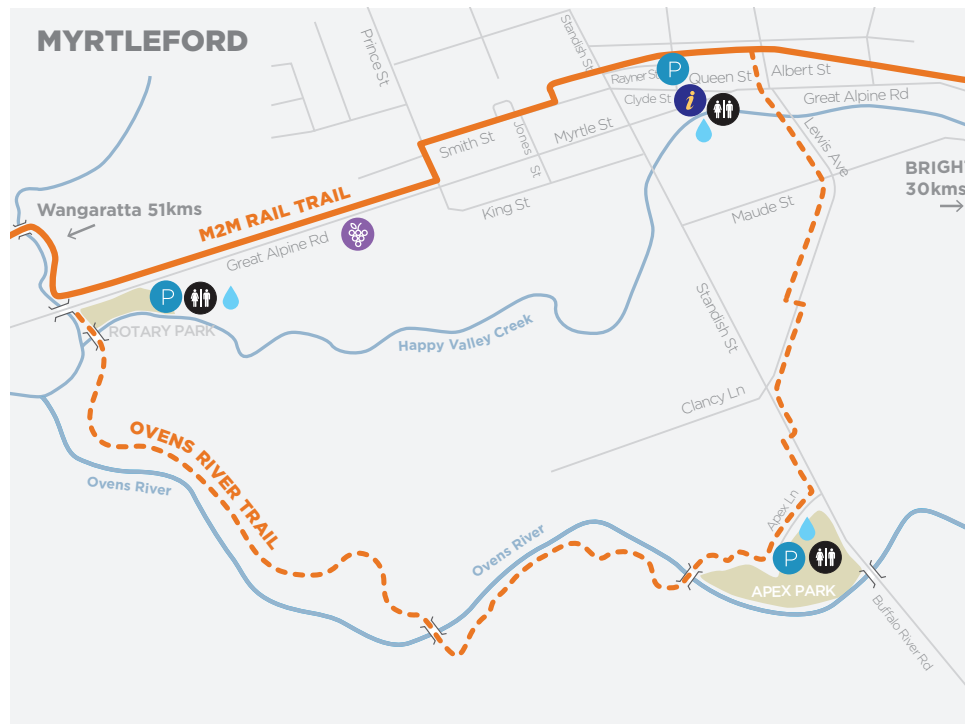 MYRTLEFORD
Prince St
Standish St
Rayner St
P
Queen St
Albert St
Clyde St
i
Great Alpine Rd
Smith St
Jones St
Myrtle St
Lewis Ave
BRIGH
30kms
King St
Maude St
Wangaratta 51kms
M2M RAIL TRAIL
Great Alpine Rd
P
ROTARY PARK
Happy Valley Creek
Standish St
Clancy Ln
OVENS RIVER TRAIL
Ovens River
Apex Ln
Ovens River
P
APEX PARK
Buffalo River Rd